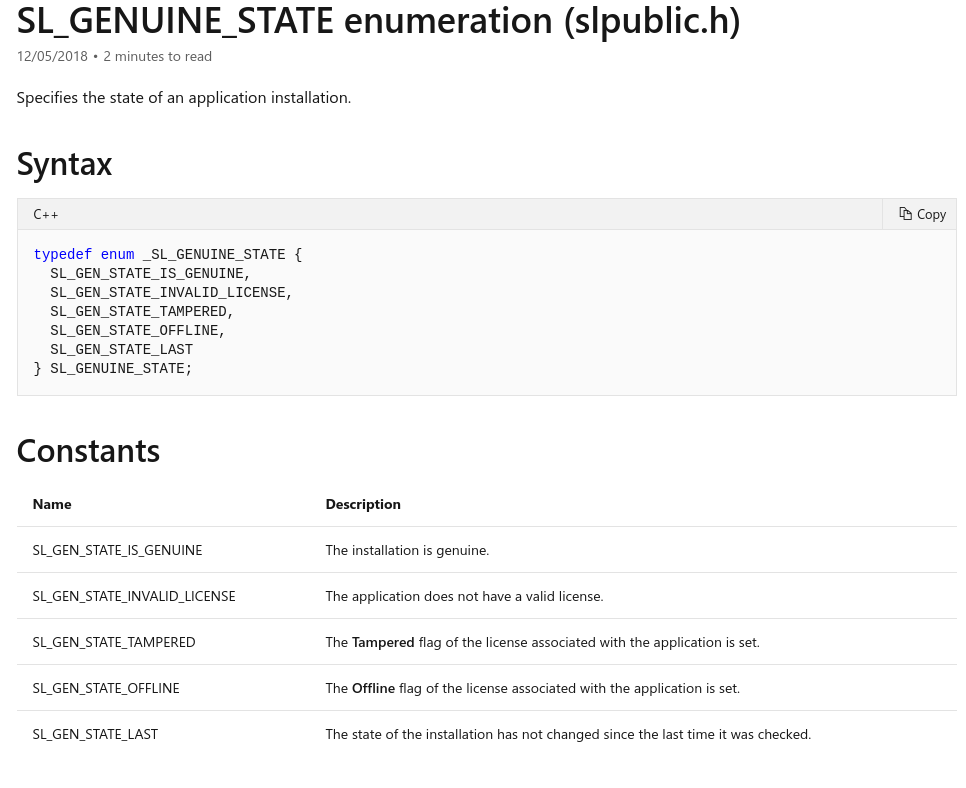 SL_GENUINE_STATE enumeration (slpublic.h)
12/05/2018 • 2 minutes to read
Specifies the state of an application installation.
Syntax
C++ Copy
typedef enum _SL_GENUINE_STATE {
  SL_GEN_STATE_IS_GENUINE,
  SL_GEN_STATE_INVALID_LICENSE,
  SL_GEN_STATE_TAMPERED,
  SL_GEN_STATE_OFFLINE,
  SL_GEN_STATE_LAST
} SL_GENUINE_STATE;
Constants
Name Description
SL_GEN_STATE_IS_GENUINE The installation is genuine.
SL_GEN_STATE_INVALID_LICENSE The application does not have a valid license.
SL_GEN_STATE_TAMPERED The Tampered flag of the license associated with the application is set.
SL_GEN_STATE_OFFLINE The Offline flag of the license associated with the application is set.
SL_GEN_STATE_LAST The state of the installation has not changed since the last time it was checked.